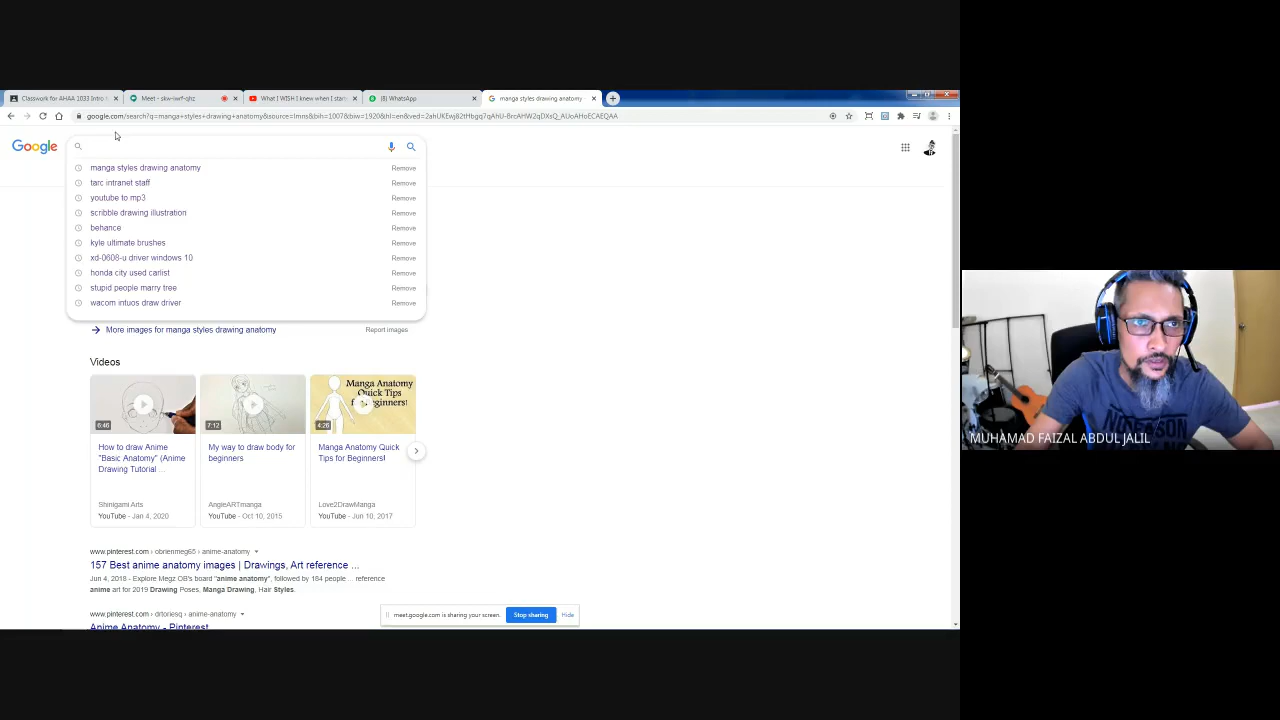 Classwork for AHAA 1033 Intro
Meet - skw-iwrf-qhz
What I WISH I knew when I star
(8) WhatsApp
manga styles drawing anatomy -
Google
manga styles drawing anatomy
Remove
tarc intranet staff
Remove
youtube to mp3
Remove
scribble drawing illustration
Remove
behance
Remove
kyle ultimate brushes
Remove
xd-0608-u driver windows 10
Remove
honda city used carlist
Remove
stupid people marry tree
Remove
wacom intuos draw driver
Remove
More images for manga styles drawing anatomy
Report images
Videos
Manga Anatomy
Quick Tips
for Beginners!
6:46
7:12
4:26
How to draw Anime
"Basic Anatomy" (Anime
Drawing Tutorial ...
Shinigami Arts
YouTube - Jan 4, 2020
My way to draw body for
beginners
AngieARTmanga
YouTube - Oct 10, 2015
Manga Anatomy Quick
Tips for Beginners!
Love2DrawManga
YouTube - Jun 10, 2017
www.pinterest.com › obrienmeg65 › anime-anatomy
157 Best anime anatomy images | Drawings, Art reference ...
Jun 4, 2018 - Explore Megz OB's board "anime anatomy", followed by 164 people ... reference
anime art for 2019 Drawing Poses, Manga Drawing, Hair Styles.
www.pinterest.com › drtoriesq › anime-anatomy
Anime Anatomy - Pinterest
meet.google.com is sharing your screen.
Stop sharing
Hide
MUHAMAD FAIZAL ABDUL JALIL